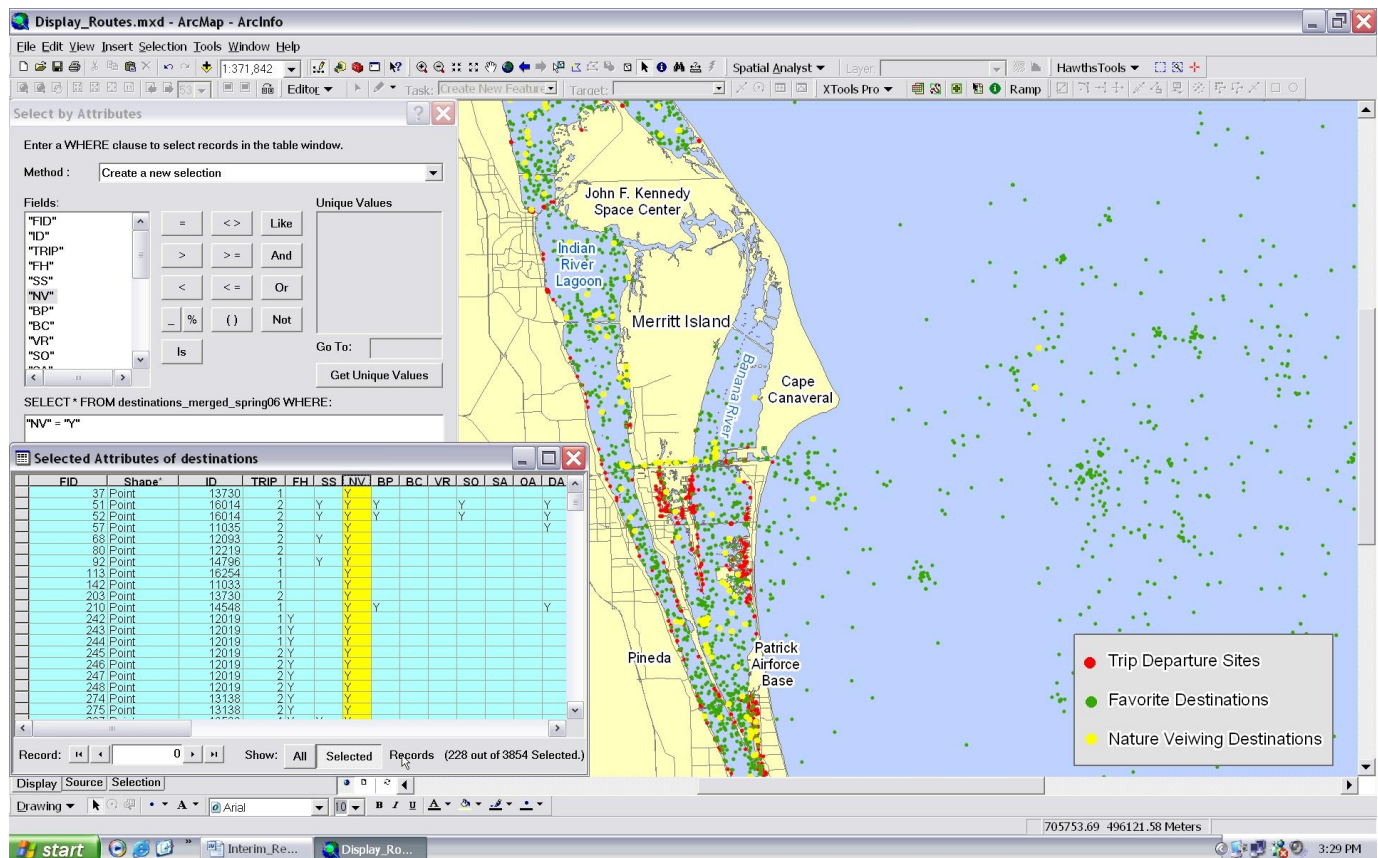 Display_Routes.mxd - ArcMap - ArcInfo
File Edit View Insert Selection Tools Window Help
1:371,842 Spatial Analyst Layer: HawthsTools
53 Editor Task: Create New Feature Target: XTools Pro Ramp
Select by Attributes
Enter a WHERE clause to select records in the table window.
Method : Create a new selection
Fields: Unique Values
"FID"
"ID"
"TRIP"
"FH"
"SS"
"NV"
"BP"
"BC"
"VR"
"SO"
= < > Like
> > = And
< < = Or
_ % ( ) Not
Is
Go To:
Get Unique Values
SELECT * FROM destinations_merged_spring06 WHERE:
"NV" = "Y"
Selected Attributes of destinations
FID Shape* ID TRIP FH SS NV BP BC VR SO SA OA DA
37 Point 13730 1 Y
51 Point 16014 2 Y Y Y Y Y
52 Point 16014 2 Y Y Y Y Y
57 Point 11035 2 Y Y
68 Point 12093 2 Y Y
80 Point 12219 2 Y
92 Point 14796 1 Y Y
113 Point 16254 1 Y
142 Point 11033 1 Y
203 Point 13730 2 Y
210 Point 14548 1 Y Y Y
242 Point 12019 1 Y Y
243 Point 12019 1 Y Y
244 Point 12019 1 Y Y
245 Point 12019 2 Y Y
246 Point 12019 2 Y Y
247 Point 12019 2 Y Y
248 Point 12019 2 Y Y
274 Point 13138 2 Y Y
275 Point 13138 2 Y Y
Record: 0 Show: All Selected Records (228 out of 3854 Selected.)
Display Source Selection
Drawing A Arial 10 B I U A
John F. Kennedy
Space Center
Indian
River
Lagoon
Merritt Island
Banana River
Cape
Canaveral
Pineda
Patrick
Airforce
Base
Trip Departure Sites
Favorite Destinations
Nature Veiwing Destinations
705753.69 496121.58 Meters
start Interim_Re... Display_Ro... 3:29 PM